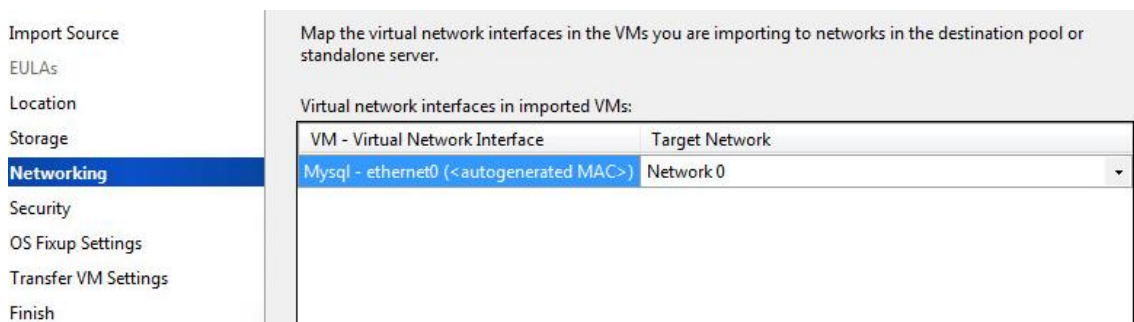 Import Source
EULAs
Location
Storage
Networking
Security
OS Fixup Settings
Transfer VM Settings
Finish
Map the virtual network interfaces in the VMs you are importing to networks in the destination pool or
standalone server.
Virtual network interfaces in imported VMs:
VM - Virtual Network Interface Target Network
Mysql - ethernet0 (<autogenerated MAC>) Network 0